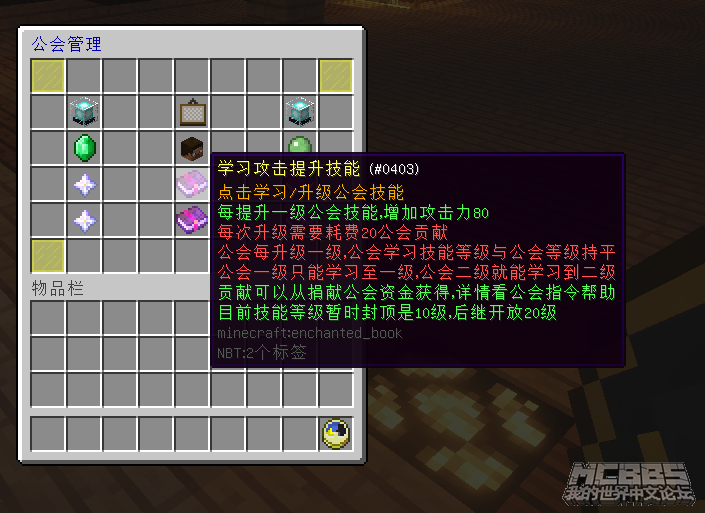 公会管理
学习攻击提升技能 (#0403)
点击学习/升级公会技能
每提升一级公会技能,增加攻击力80
每次升级需要耗费20公会贡献
公会每升级一级,公会学习技能等级与公会等级持平
公会一级只能学习至一级,公会二级就能学习到二级
贡献可以从捐献公会资金获得,详情看公会指令帮助
目前技能等级暂时封顶是10级,后继开放20级
minecraft:enchanted_book
NBT:2个标签
物品栏
MCBBS
我的世界中文论坛